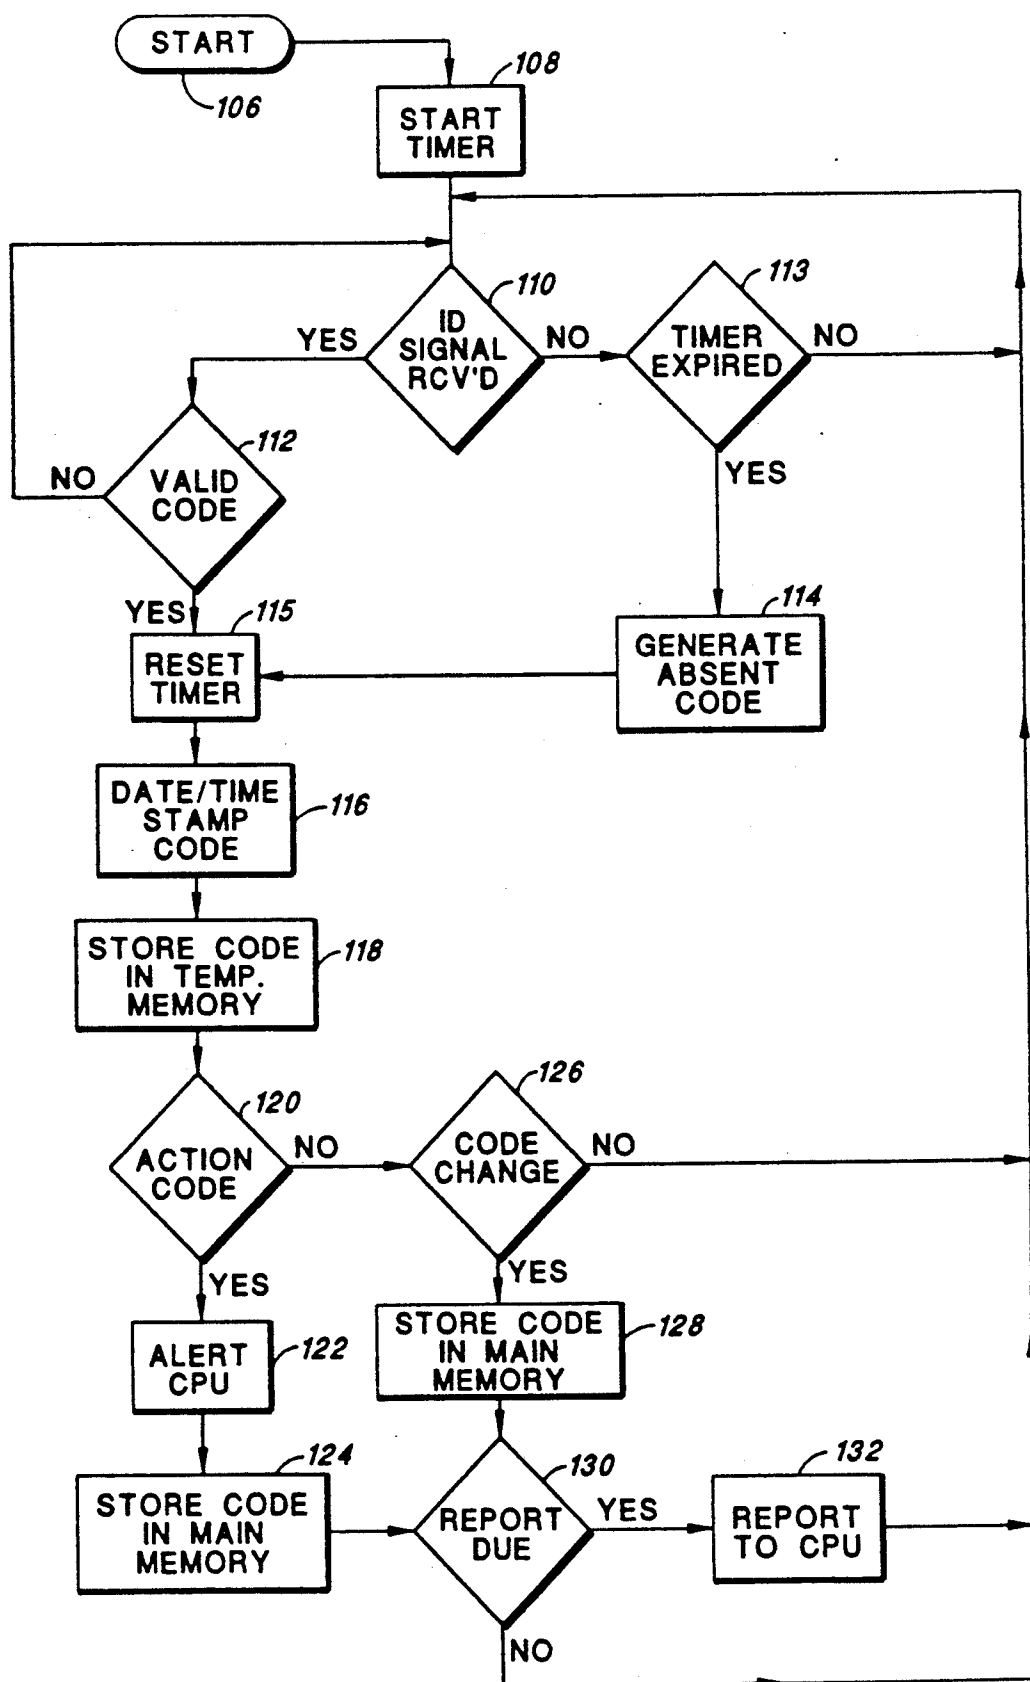 START
106
108
START
TIMER
110
ID
SIGNAL
RCV'D
YES
NO
113
TIMER
EXPIRED
NO
YES
112
VALID
CODE
NO
YES
115
RESET
TIMER
114
GENERATE
ABSENT
CODE
DATE/TIME
STAMP
CODE
116
STORE CODE
IN TEMP.
MEMORY
118
120
ACTION
CODE
NO
YES
126
CODE
CHANGE
NO
YES
ALERT
CPU
122
STORE CODE
IN MAIN
MEMORY
128
124
STORE CODE
IN MAIN
MEMORY
130
REPORT
DUE
YES
NO
132
REPORT
TO CPU